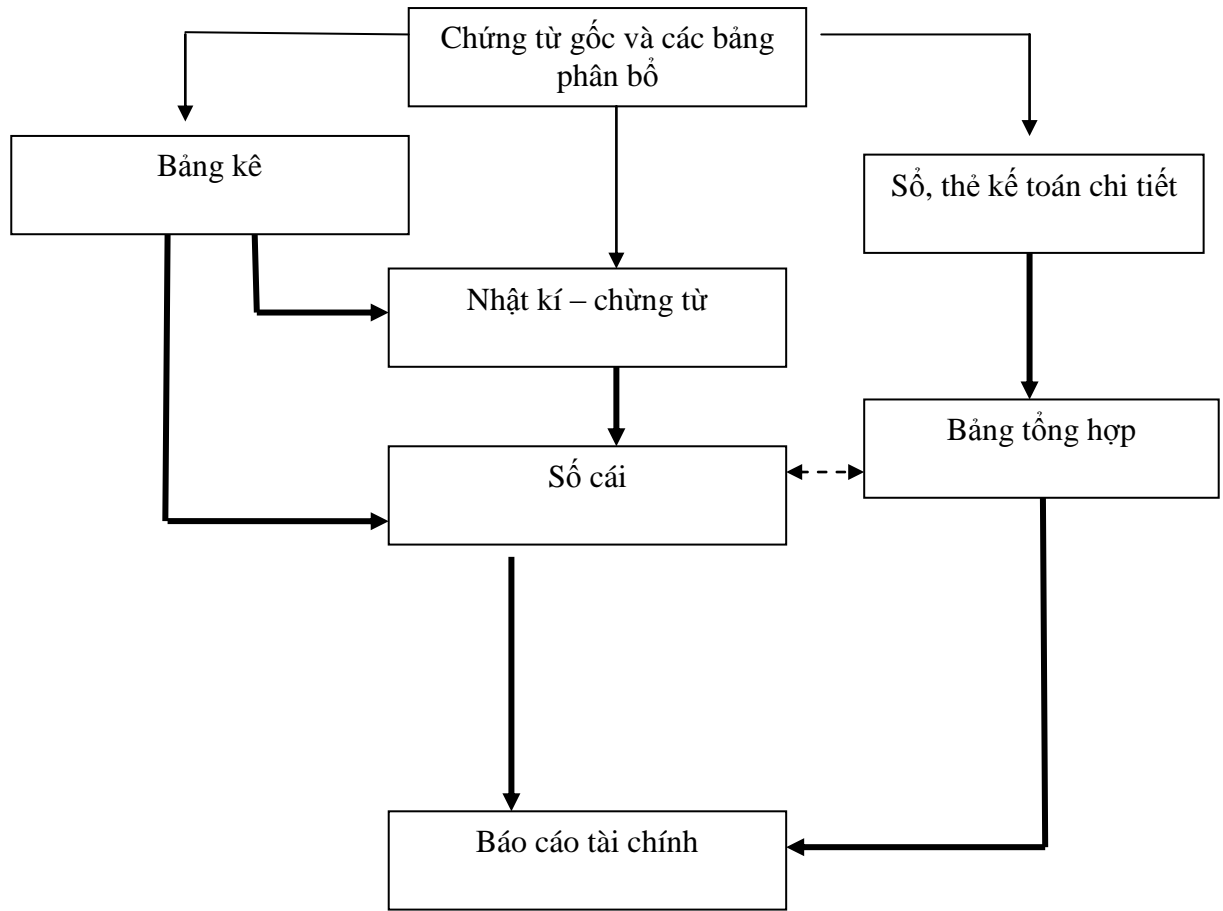 Chứng từ gốc và các bảng
phân bổ
Bảng kê
Sổ, thẻ kế toán chi tiết
Nhật kí – chừng từ
Bảng tổng hợp
Số cái
Báo cáo tài chính